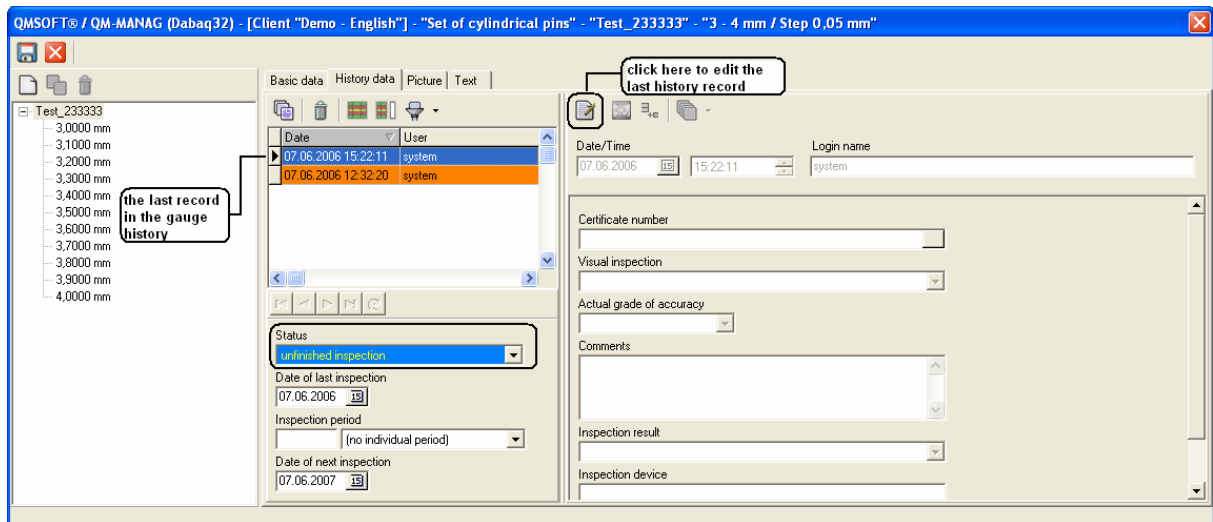 QMSOFT® / QM-MANAG (Dabaq32) - [Client "Demo - English"] - "Set of cylindrical pins" - "Test_233333" - "3 - 4 mm / Step 0,05 mm"
Test_233333
3,0000 mm
3,1000 mm
3,2000 mm
3,3000 mm
3,4000 mm
3,5000 mm
3,6000 mm
3,7000 mm
3,8000 mm
3,9000 mm
4,0000 mm
the last record
in the gauge
history
Basic data History data Picture Text
Date User
07.06.2006 15:22:11 system
07.06.2006 12:32:20 system
Status
unfinished inspection
Date of last inspection
07.06.2006 15
Inspection period
(no individual period)
Date of next inspection
07.06.2007 15
click here to edit the
last history record
Date/Time Login name
07.06.2006 15 15:22:11 system
Certificate number
Visual inspection
Actual grade of accuracy
Comments
Inspection result
Inspection device